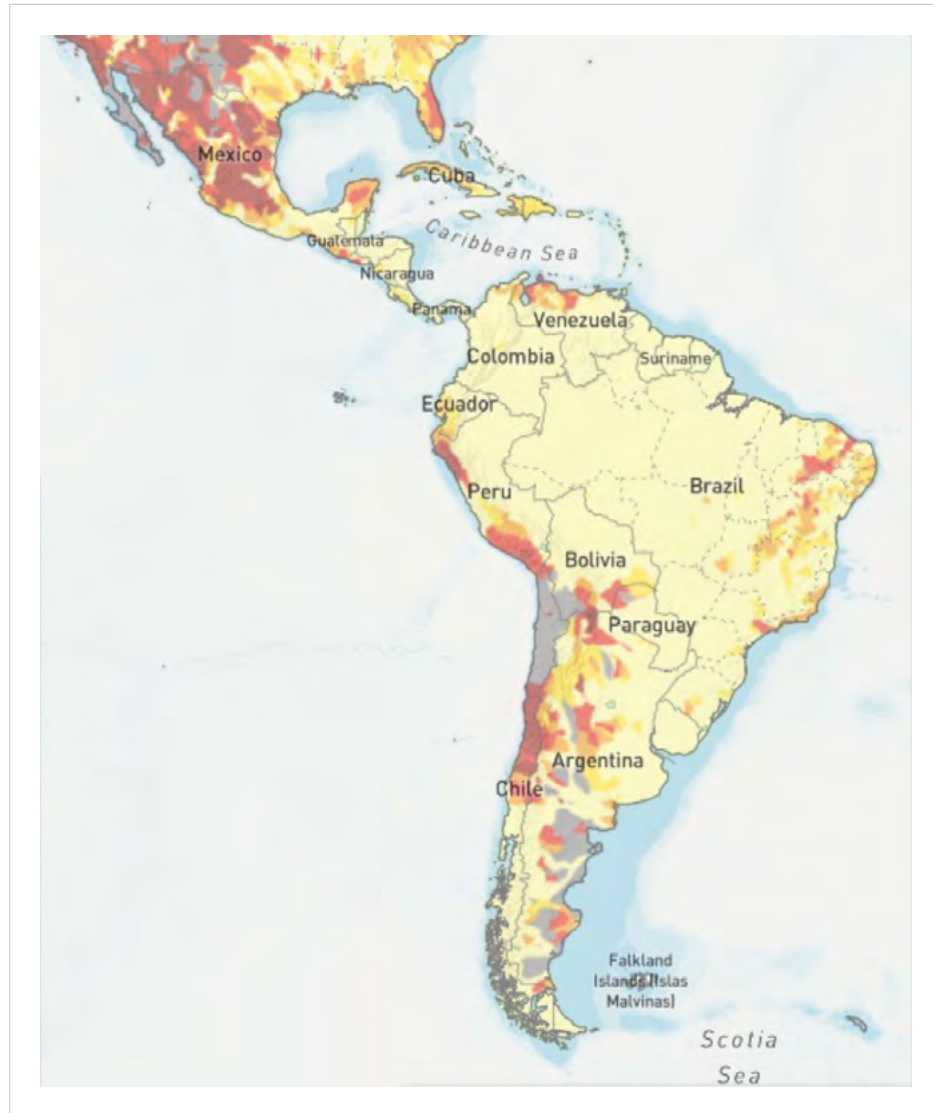 Mexico
Cuba
Caribbean Sea
Guatemala
Nicaragua
Panama
Venezuela
Colombia
Suriname
Ecuador
Brazil
Peru
Bolivia
Paraguay
Argentina
Chile
Falkland
Islands (Islas
Malvinas)
Scotia
Sea